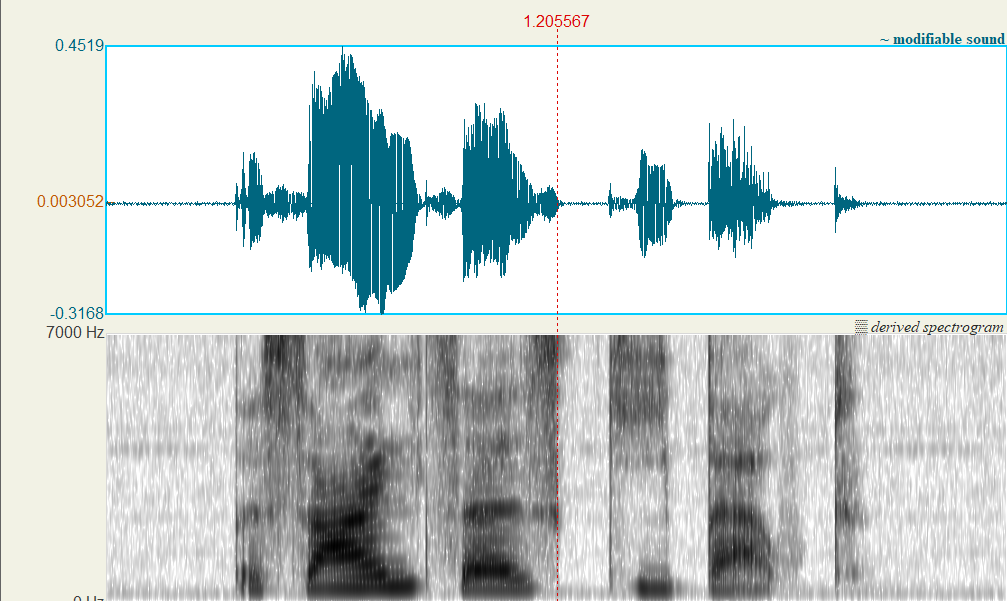 1.205567
~ modifiable sound
0.4519
0.003052
-0.3168
7000 Hz
derived spectrogram
0 Hz